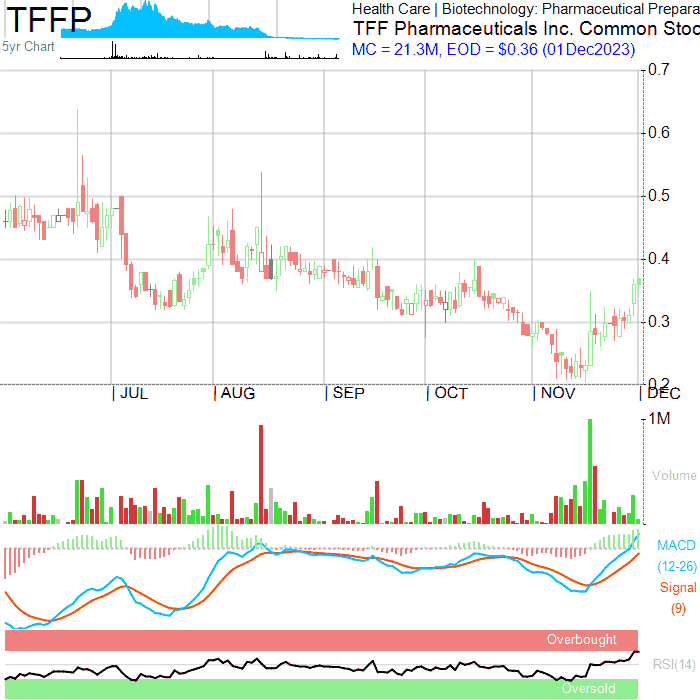 TFFP
Health Care | Biotechnology: Pharmaceutical Prepara
TFF Pharmaceuticals Inc. Common Stoc
5yr Chart
MC = 21.3M, EOD = $0.36 (01Dec2023)
0.7
0.6
0.5
0.4
0.3
0.2
JUL AUG SEP OCT NOV DEC
1M
Volume
MACD
(12-26)
Signal
(9)
Overbought
RSI(14)
Oversold